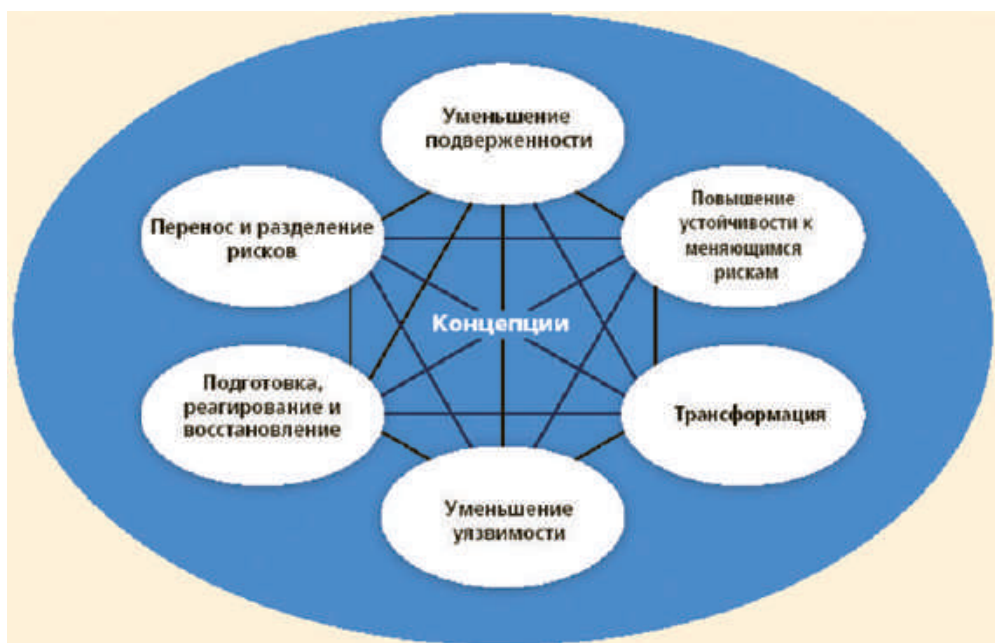 Уменьшение
подверженности
Повышение
устойчивости к
меняющимся
рискам
Перенос и разделение
рисков
Концепции
Подготовка,
реагирование и
восстановление
Трансформация
Уменьшение
уязвимости